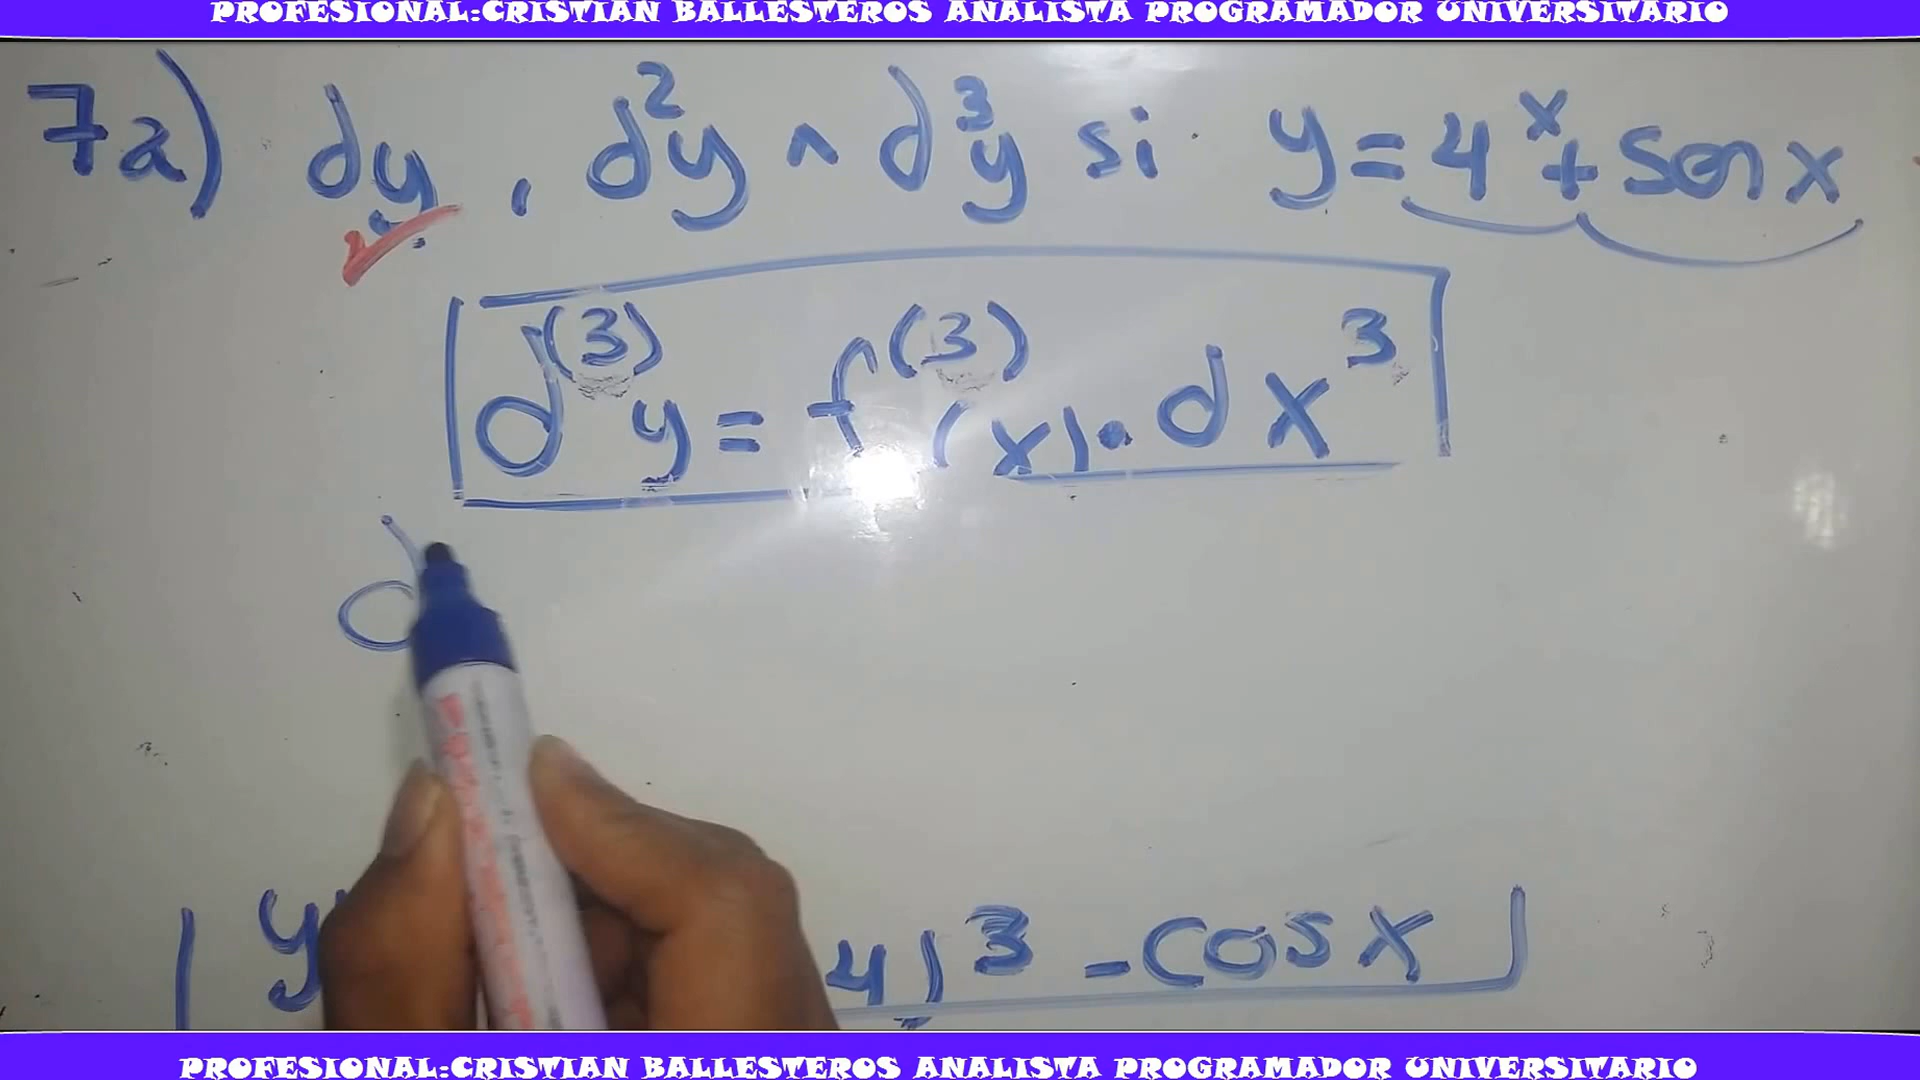 PROFESIONAL:CRISTIAN BALLESTEROS ANALISTA PROGRAMADOR UNIVERSITARIO
7a) dy, d²y ∧ d³y si y = 4ˣ + sen x
d⁽³⁾y = f⁽³⁾(x) · dx³
d
y 4)³ - cosx
PROFESIONAL:CRISTIAN BALLESTEROS ANALISTA PROGRAMADOR UNIVERSITARIO